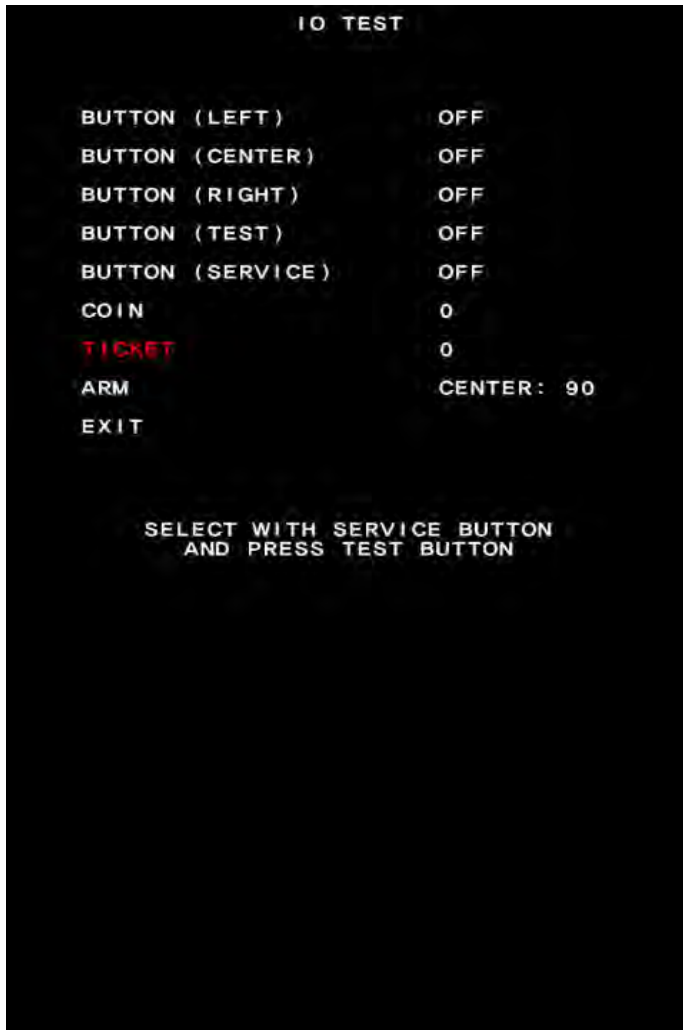 IO TEST
BUTTON (LEFT) OFF
BUTTON (CENTER) OFF
BUTTON (RIGHT) OFF
BUTTON (TEST) OFF
BUTTON (SERVICE) OFF
COIN 0
TICKET 0
ARM CENTER: 90
EXIT
SELECT WITH SERVICE BUTTON
AND PRESS TEST BUTTON